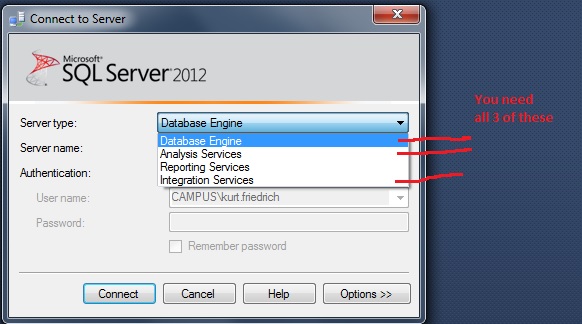 Connect to Server
Microsoft
SQL Server 2012
You need
all 3 of these
Server type:
Database Engine
Database Engine
Server name:
Analysis Services
Reporting Services
Authentication:
Integration Services
User name:
CAMPUS\kurt.friedrich
Password:
Remember password
Connect
Cancel
Help
Options >>